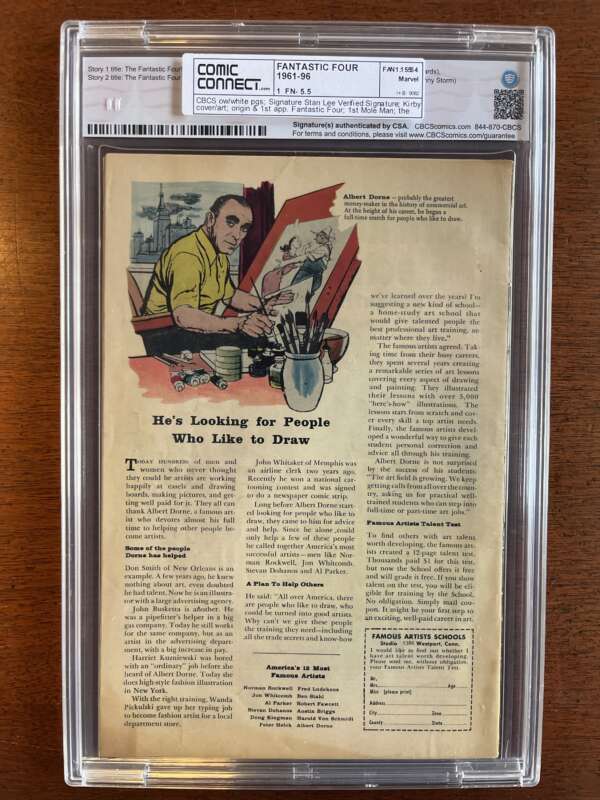 Story 1 title: The Fantastic Four!
Story 2 title: The Fantastic Four
ards),
ny Storm)
COMIC
CONNECT.com
FANTASTIC FOUR
1961-96
1 FN- 5.5
Marvel
CBCS ow/white pgs; Signature Stan Lee Verified Signature; Kirby
cover/art; origin & 1st app. Fantastic Four; 1st Mole Man; the
Signature(s) authenticated by CSA. CBCScomics.com 844-870-CBCS
For terms and conditions, please visit www.CBCScomics.com/guarantee
Albert Dorne – probably the greatest
money-maker in the history of commercial art.
At the height of his career, he began a
full-time search for people who like to draw.
He's Looking for People
Who Like to Draw
TODAY HUNDREDS of men and
women who never thought
they could be artists are working
happily at easels and drawing
boards, making pictures, and get-
ting well paid for it. They all can
thank Albert Dorne, a famous art-
ist who devotes almost his full
time to helping other people be-
come artists.
Some of the people
Dorne has helped
Don Smith of New Orleans is an
example. A few years ago, he knew
nothing about art, even doubted
he had talent. Now he is an illustra-
tor with a large advertising agency.
John Busketta is another. He
was a pipefitter's helper in a big
gas company. Today he still works
for the same company, but as an
artist in the advertising depart-
ment, with a big increase in pay.
Harriet Kuzniewski was bored
with an "ordinary" job before she
heard of Albert Dorne. Today she
does high fashion illustration
in New York.
With the right training, Wanda
Pickulski gave up her typing job
to become fashion artist for a local
department store.
John Whitaker of Memphis was
an airline clerk two years ago.
Recently he won a national car-
tooning contest and was signed
to do a newspaper comic strip.
Long before Albert Dorne start-
ed looking for people who like to
draw, they came to him for advice
and help. Since he alone could
only help a few of these people
he called together America's most
successful artists – men like Nor-
man Rockwell, Jon Whitcomb,
Stevan Dohanos and Al Parker.
A Plan To Help Others
He said: "All over America, there
are people who like to draw, who
could be turned into good artists.
Why can't we give these people
the training they need–including
all the trade secrets and know-how
America's 12 Most
Famous Artists
Norman Rockwell Fred Ludekens
Jon Whitcomb Ben Stahl
Al Parker Robert Fawcett
Stevan Dohanos Austin Briggs
Dong Kingman Harold Von Schmidt
Peter Helck Albert Dorne
we've learned over the years? I'm
suggesting a new kind of school–
a home-study art school that
would give talented people the
best professional art training, no
matter where they live."
The famous artists agreed. Tak-
ing time from their busy careers,
they spent several years creating
a remarkable series of art lessons
covering every aspect of drawing
and painting. They illustrated
their lessons with over 5,000
"here's-how" illustrations. The
lessons start from scratch and cov-
er every skill a top artist needs.
Finally, the famous artists devel-
oped a wonderful way to give each
student personal correction and
advice all through his training.
Albert Dorne is not surprised
by the success of his students.
"The art field is growing. We keep
getting calls from all over the coun-
try, asking us for practical well-
trained students who can step into
full-time or part-time art jobs."
Famous Artists Talent Test
To find others with art talent
worth developing, the famous art-
ists created a 12-page talent test.
Thousands paid $1 for this test,
but now the School offers it free
and will grade it free. If you show
talent on the test, you will be eli-
gible for training by the School.
No obligation. Simply mail cou-
pon. It might be your first step to
an exciting, well-paid career in art.
FAMOUS ARTISTS SCHOOLS
Westport, Conn.
I would like to find out whether I
have art talent worth developing.
Please send me, without obligation,
your Famous Artists Talent Test.
Mr.
Mrs. Age
Miss (please print)
Address
City Zone
County State